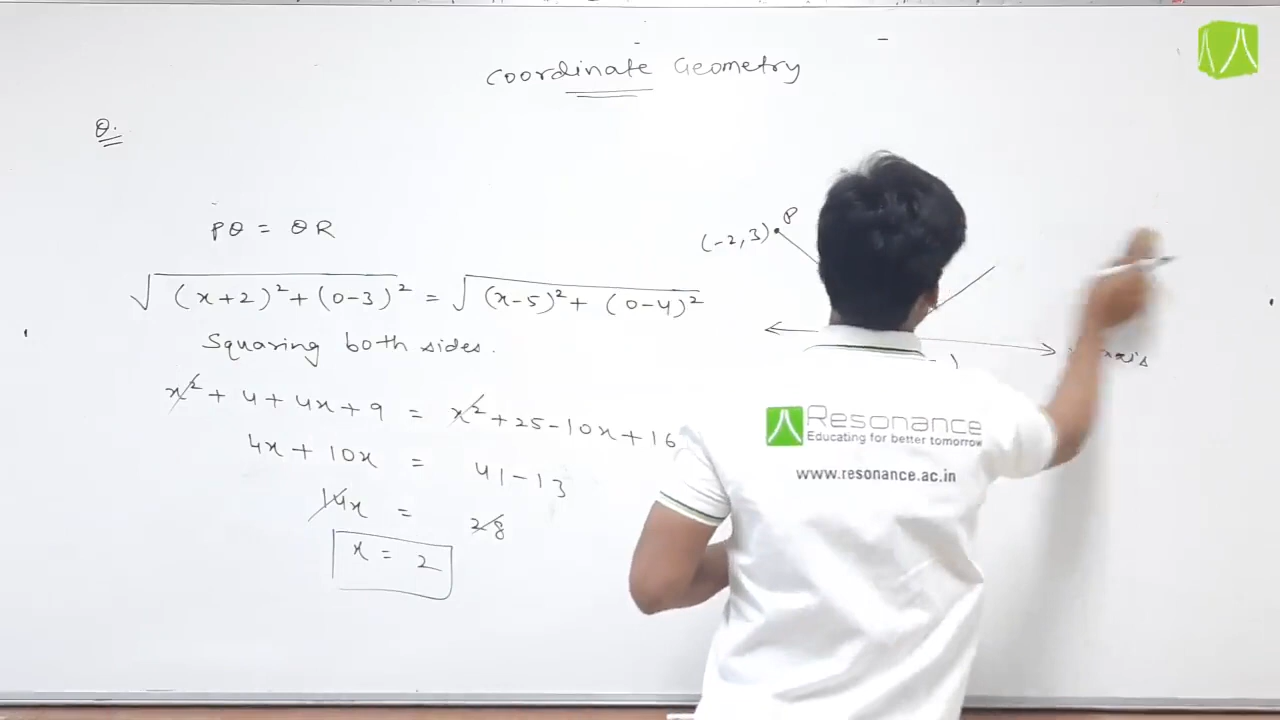 Coordinate Geometry
Q.
PQ = QR
P
(-2, 3)
√(x+2)²+(0-3)² = √(x-5)²+ (0-4)²
Squaring both sides.
x² + 4 + 4x + 9 = x² + 25 - 10x + 16
4x + 10x = 41 - 13
14x = 28
x = 2
Resonance
Educating for better tomorrow
www.resonance.ac.in